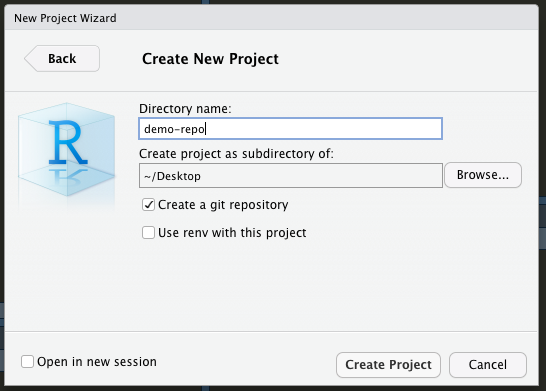 New Project Wizard
Back
Create New Project
R
Directory name:
demo-repo
Create project as subdirectory of:
~/Desktop
Browse...
Create a git repository
Use renv with this project
Open in new session
Create Project
Cancel